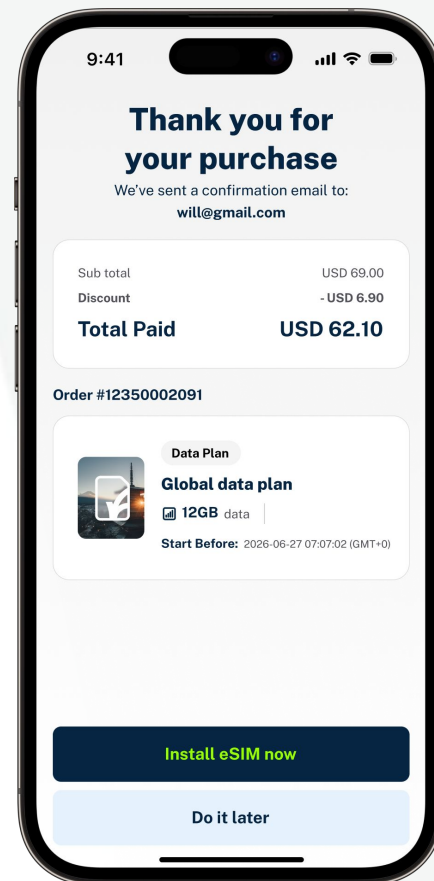 9:41
Thank you for
your purchase
We've sent a confirmation email to:
will@gmail.com
Sub total USD 69.00
Discount - USD 6.90
Total Paid USD 62.10
Order #12350002091
Data Plan
Global data plan
12GB data
Start Before: 2026-06-27 07:07:02 (GMT+0)
Install eSIM now
Do it later